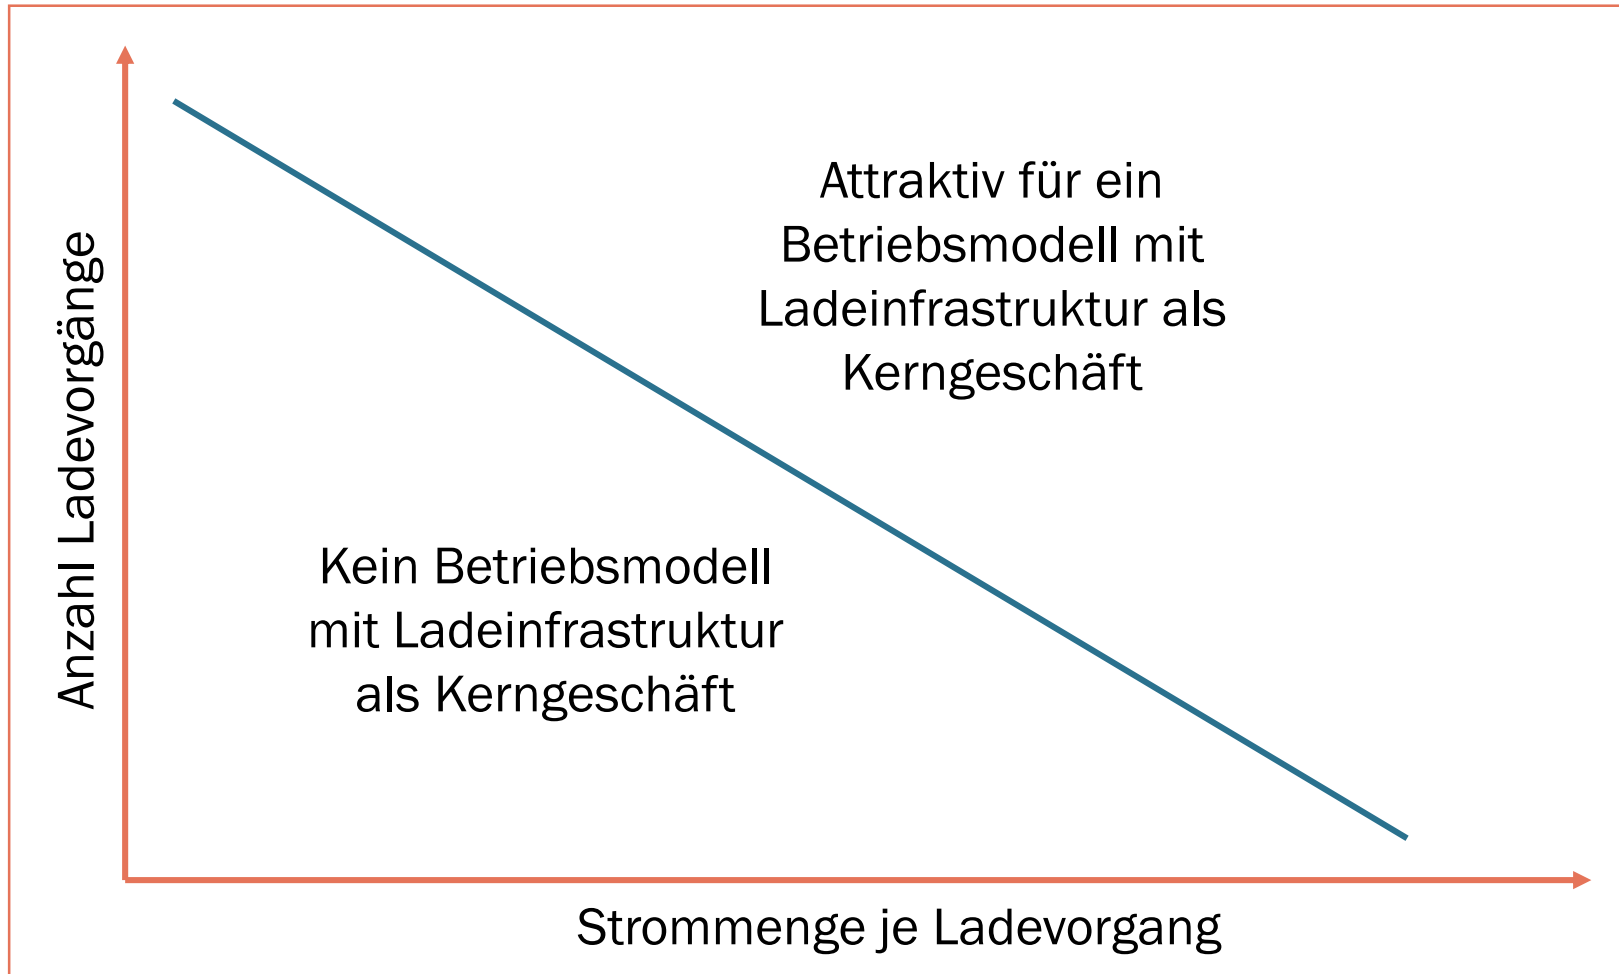 Anzahl Ladevorgänge
Attraktiv für ein
Betriebsmodell mit
Ladeinfrastruktur als
Kerngeschäft
Kein Betriebsmodell
mit Ladeinfrastruktur
als Kerngeschäft
Strommenge je Ladevorgang